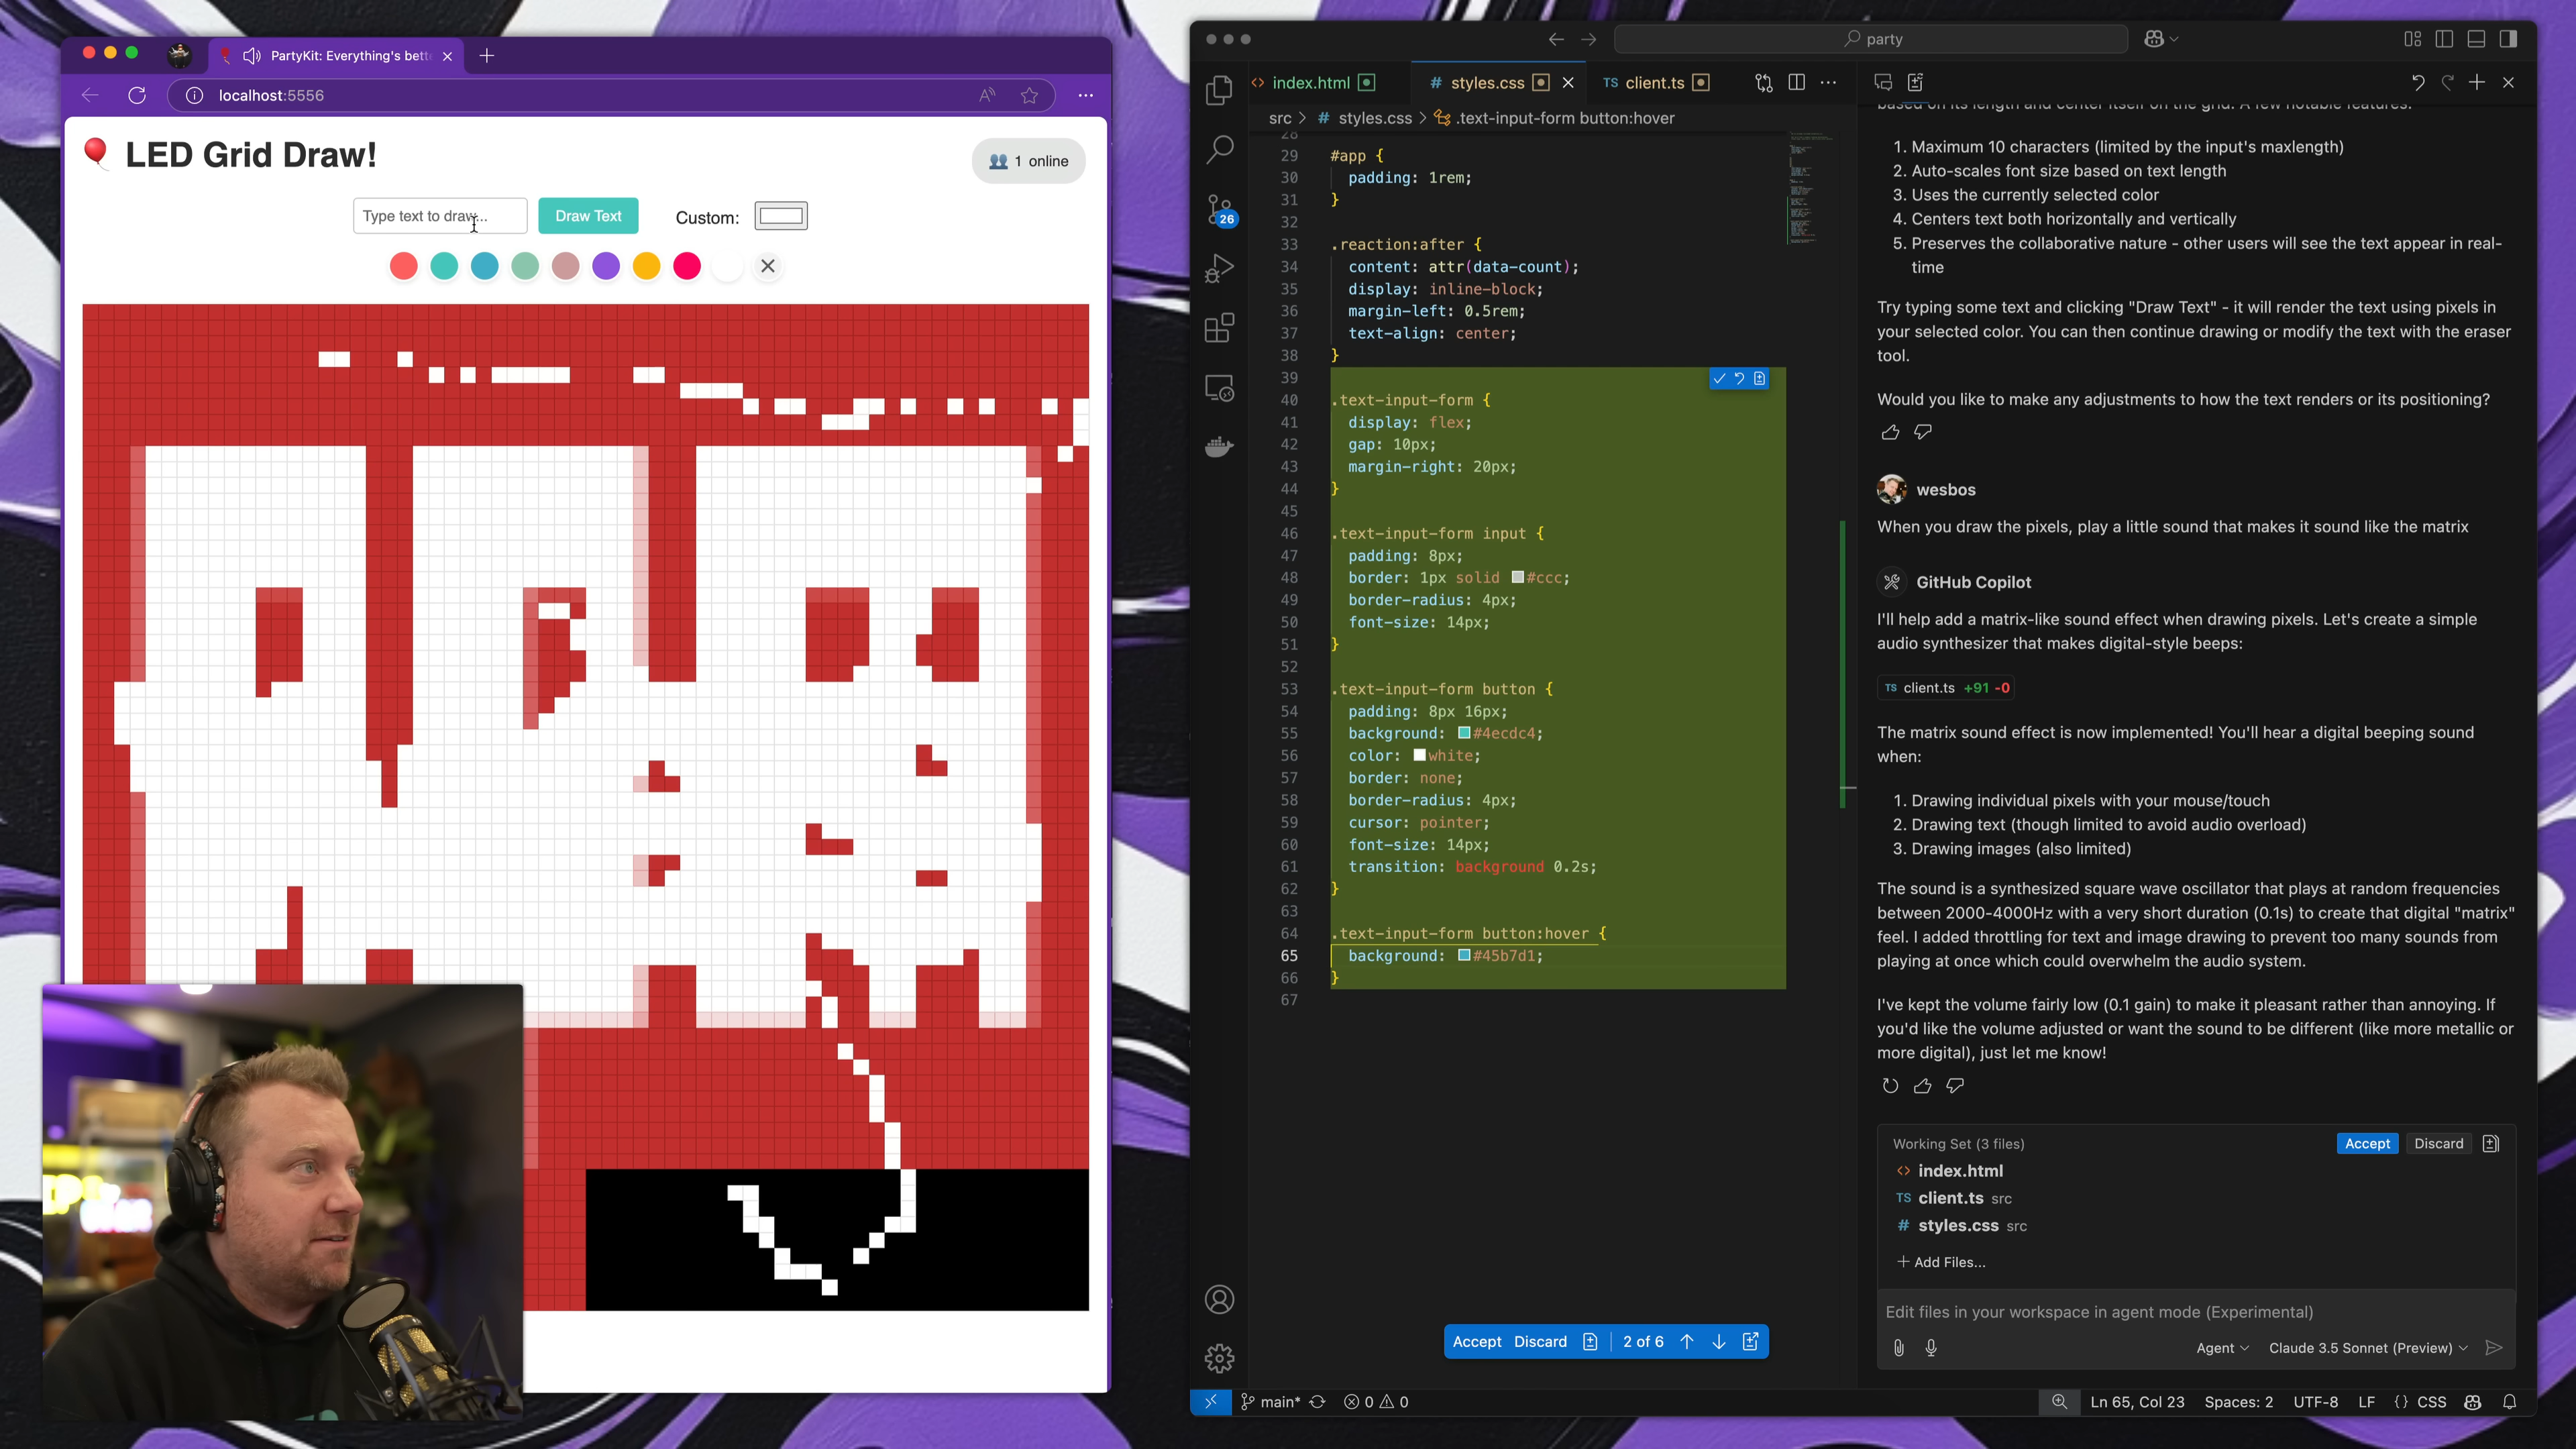 PartyKit: Everything's bett
localhost:5556
LED Grid Draw!
1 online
Type text to draw...
Draw Text
Custom:
party
index.html
# styles.css
TS client.ts
src > # styles.css > .text-input-form button:hover
28
29 #app {
30 padding: 1rem;
31 }
32
33 .reaction:after {
34 content: attr(data-count);
35 display: inline-block;
36 margin-left: 0.5rem;
37 text-align: center;
38 }
39
40 .text-input-form {
41 display: flex;
42 gap: 10px;
43 margin-right: 20px;
44 }
45
46 .text-input-form input {
47 padding: 8px;
48 border: 1px solid #ccc;
49 border-radius: 4px;
50 font-size: 14px;
51 }
52
53 .text-input-form button {
54 padding: 8px 16px;
55 background: #4ecdc4;
56 color: white;
57 border: none;
58 border-radius: 4px;
59 cursor: pointer;
60 font-size: 14px;
61 transition: background 0.2s;
62 }
63
64 .text-input-form button:hover {
65 background: #45b7d1;
66 }
67
26
Accept Discard 2 of 6
based on its length and center itself on the grid. A few notable features:
1. Maximum 10 characters (limited by the input's maxlength)
2. Auto-scales font size based on text length
3. Uses the currently selected color
4. Centers text both horizontally and vertically
5. Preserves the collaborative nature - other users will see the text appear in real-
time
Try typing some text and clicking "Draw Text" - it will render the text using pixels in
your selected color. You can then continue drawing or modify the text with the eraser
tool.
Would you like to make any adjustments to how the text renders or its positioning?
wesbos
When you draw the pixels, play a little sound that makes it sound like the matrix
GitHub Copilot
I'll help add a matrix-like sound effect when drawing pixels. Let's create a simple
audio synthesizer that makes digital-style beeps:
TS client.ts +91 -0
The matrix sound effect is now implemented! You'll hear a digital beeping sound
when:
1. Drawing individual pixels with your mouse/touch
2. Drawing text (though limited to avoid audio overload)
3. Drawing images (also limited)
The sound is a synthesized square wave oscillator that plays at random frequencies
between 2000-4000Hz with a very short duration (0.1s) to create that digital "matrix"
feel. I added throttling for text and image drawing to prevent too many sounds from
playing at once which could overwhelm the audio system.
I've kept the volume fairly low (0.1 gain) to make it pleasant rather than annoying. If
you'd like the volume adjusted or want the sound to be different (like more metallic or
more digital), just let me know!
Working Set (3 files)
Accept Discard
<> index.html
TS client.ts src
# styles.css src
+ Add Files...
Edit files in your workspace in agent mode (Experimental)
Agent Claude 3.5 Sonnet (Preview)
main* 0 0
Ln 65, Col 23 Spaces: 2 UTF-8 LF {} CSS